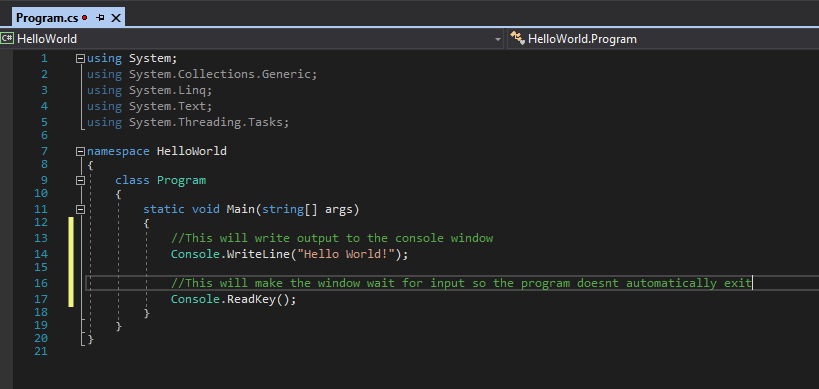 Program.cs
C# HelloWorld
HelloWorld.Program
1 using System;
2 using System.Collections.Generic;
3 using System.Linq;
4 using System.Text;
5 using System.Threading.Tasks;
6
7 namespace HelloWorld
8 {
9 class Program
10 {
11 static void Main(string[] args)
12 {
13 //This will write output to the console window
14 Console.WriteLine("Hello World!");
15
16 //This will make the window wait for input so the program doesnt automatically exit
17 Console.ReadKey();
18 }
19 }
20 }
21